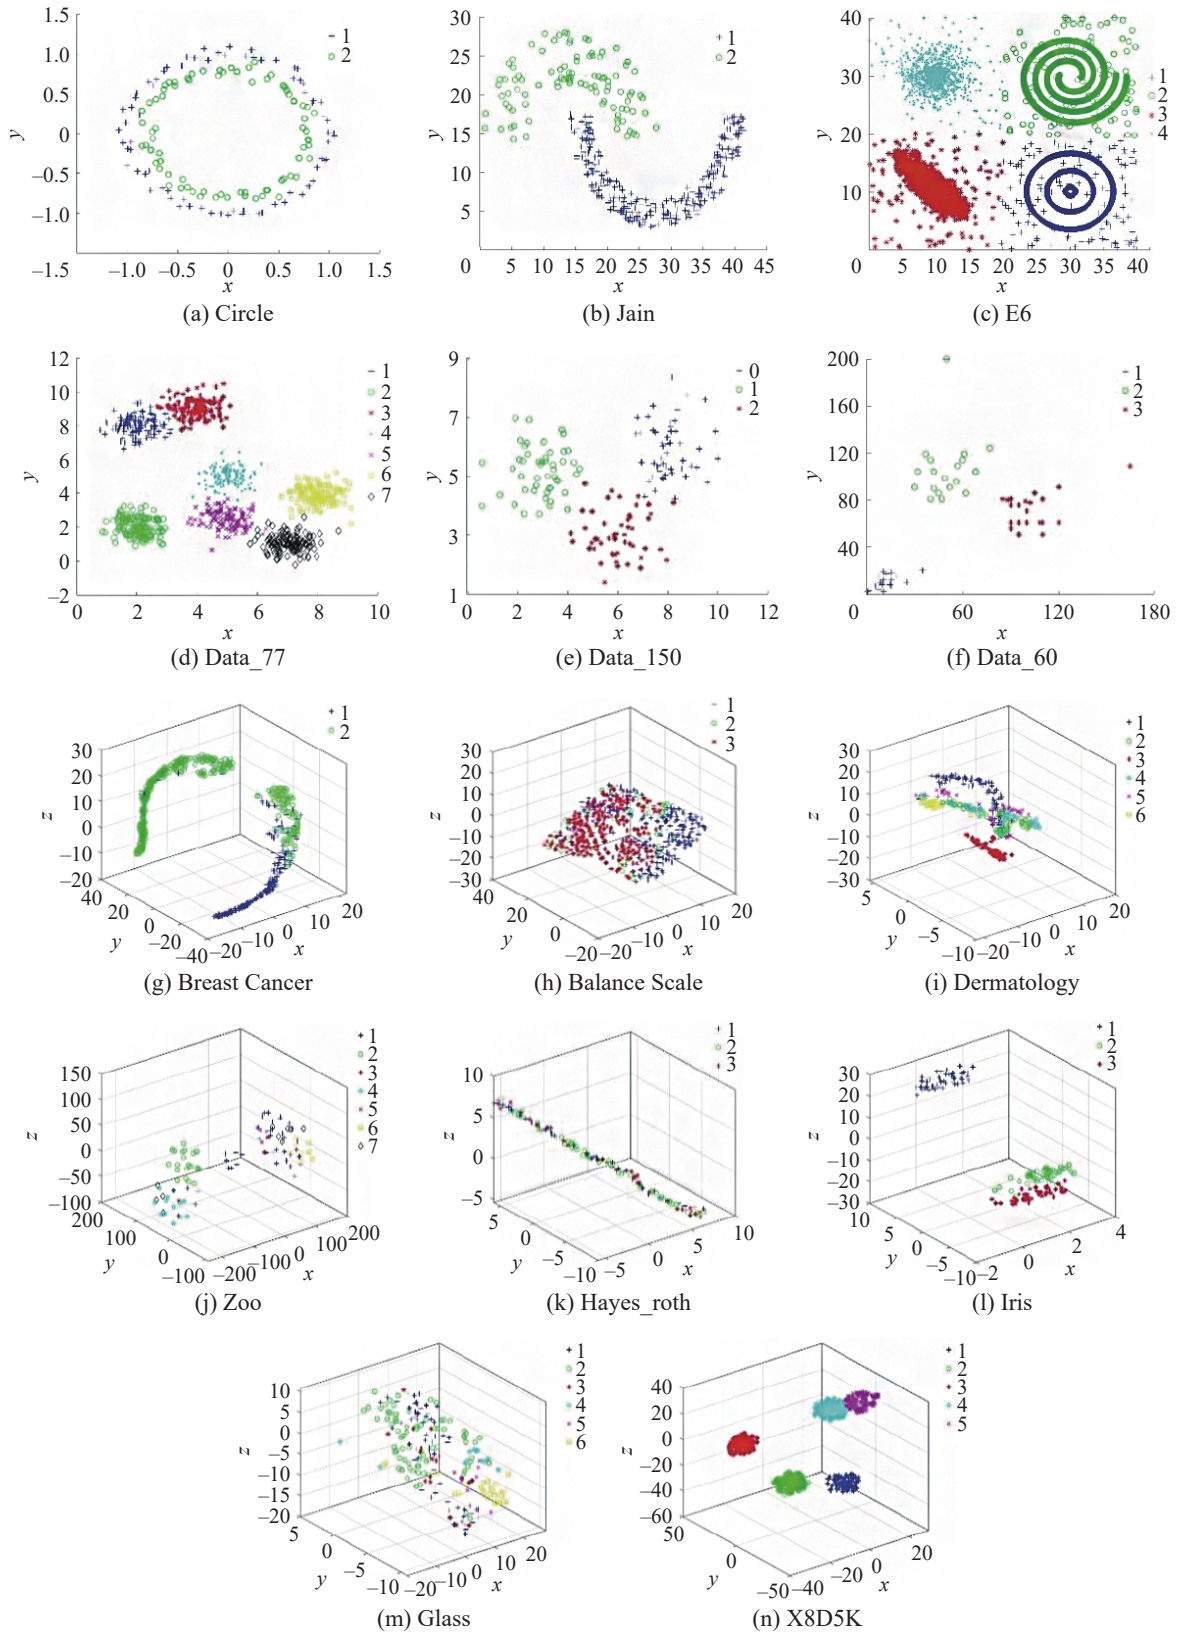 1.5
1.0
0.5
0
−0.5
−1.0
−1.5
y
−1.0 −0.5 0 0.5 1.0 1.5
x
1
2
(a) Circle
30
25
20
15
10
5
0
y
5 10 15 20 25 30 35 40 45
x
1
2
(b) Jain
40
30
20
10
0
y
5 10 15 20 25 30 35 40
x
1
2
3
4
(c) E6
12
10
8
6
4
2
0
−2
y
0 2 4 6 8 10
x
1
2
3
4
5
6
7
(d) Data_77
9
7
5
3
1
y
0 2 4 6 8 10 12
x
0
1
2
(e) Data_150
200
160
120
80
40
0
y
60 120 180
x
1
2
3
(f) Data_60
30
20
10
0
−10
−20
z
40 20 0 −20 −40
y
−20 −10 0 10 20
x
1
2
(g) Breast Cancer
30
20
10
0
−10
−20
−30
z
40 20 0 −20
y
−20 −10 0 10 20
x
1
2
3
(h) Balance Scale
30
20
10
0
−10
−20
−30
z
5 0 −5 −10
y
−20 −10 0 10 20
x
1
2
3
4
5
6
(i) Dermatology
150
100
50
0
−50
−100
z
200 100 0 −100
y
−200 −100 0 100 200
x
1
2
3
4
5
6
7
(j) Zoo
10
5
0
−5
z
5 0 −5 −10
y
−5 0 5 10
x
1
2
3
(k) Hayes_roth
30
20
10
0
−10
−20
−30
z
10 5 0 −5 −10
y
−2 0 2 4
x
1
2
3
(l) Iris
10
5
0
−5
−10
−15
−20
z
5 0 −5 −10
y
−20 −10 0 10 20
x
1
2
3
4
5
6
(m) Glass
40
20
0
−20
−40
−60
z
50 0 −50
y
−40 −20 0 20
x
1
2
3
4
5
(n) X8D5K